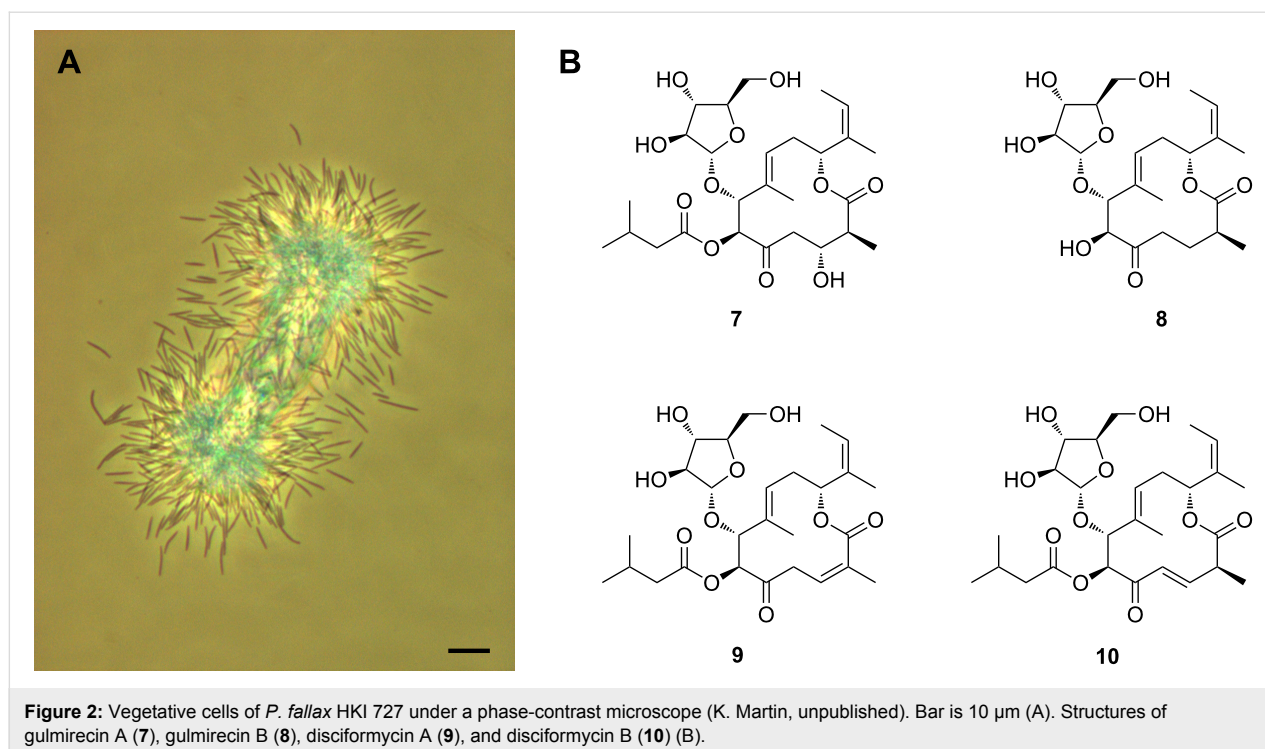 A
B
HO
OH
HO
O
O
O
O
O
O
O
OH
7
HO
OH
HO
O
O
O
O
HO
O
8
HO
OH
HO
O
O
O
O
O
O
O
9
HO
OH
HO
O
O
O
O
O
O
O
10
Figure 2: Vegetative cells of P. fallax HKI 727 under a phase-contrast microscope (K. Martin, unpublished). Bar is 10 µm (A). Structures of
gulmirecin A (7), gulmirecin B (8), disciformycin A (9), and disciformycin B (10) (B).